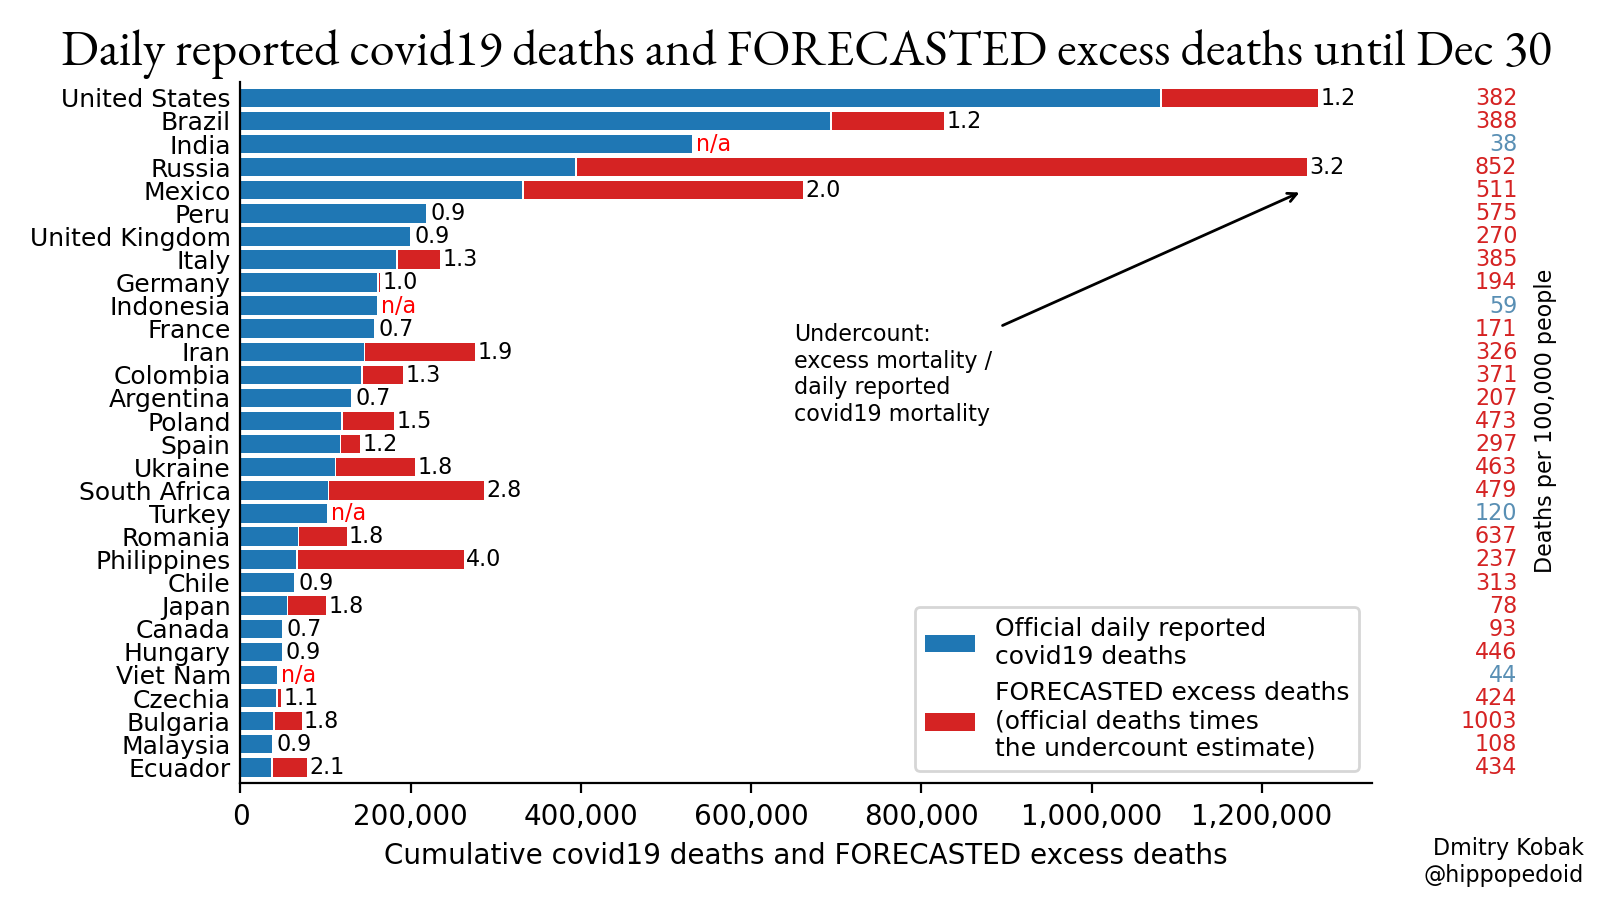 Daily reported covid19 deaths and FORECASTED excess deaths until Dec 30
United States 1.2 382
Brazil 1.2 388
India n/a 38
Russia 3.2 852
Mexico 2.0 511
Peru 0.9 575
United Kingdom 0.9 270
Italy 1.3 385
Germany 1.0 194
Indonesia n/a 59
France 0.7 171
Iran 1.9 326
Colombia 1.3 371
Argentina 0.7 207
Poland 1.5 473
Spain 1.2 297
Ukraine 1.8 463
South Africa 2.8 479
Turkey n/a 120
Romania 1.8 637
Philippines 4.0 237
Chile 0.9 313
Japan 1.8 78
Canada 0.7 93
Hungary 0.9 446
Viet Nam n/a 44
Czechia 1.1 424
Bulgaria 1.8 1003
Malaysia 0.9 108
Ecuador 2.1 434
Undercount:
excess mortality /
daily reported
covid19 mortality
Deaths per 100,000 people
Official daily reported
covid19 deaths
FORECASTED excess deaths
(official deaths times
the undercount estimate)
0 200,000 400,000 600,000 800,000 1,000,000 1,200,000
Cumulative covid19 deaths and FORECASTED excess deaths
Dmitry Kobak
@hippopedoid